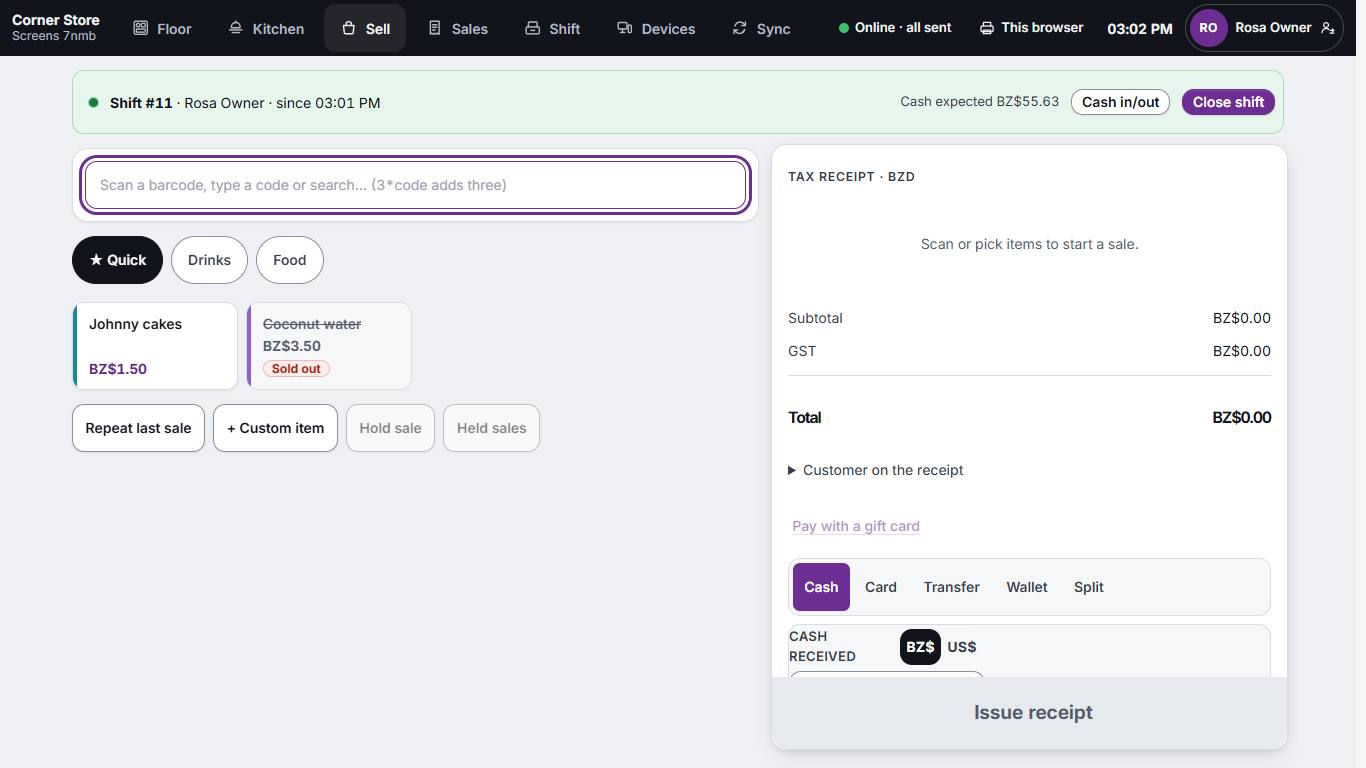 Corner Store
Screens 7nmb
Floor
Kitchen
Sell
Sales
Shift
Devices
Sync
Online · all sent
This browser
03:02 PM
RO
Rosa Owner
Shift #11 · Rosa Owner · since 03:01 PM
Cash expected BZ$55.63
Cash in/out
Close shift
Scan a barcode, type a code or search... (3*code adds three)
★ Quick
Drinks
Food
Johnny cakes
BZ$1.50
Coconut water
BZ$3.50
Sold out
Repeat last sale
+ Custom item
Hold sale
Held sales
TAX RECEIPT · BZD
Scan or pick items to start a sale.
Subtotal BZ$0.00
GST BZ$0.00
Total BZ$0.00
Customer on the receipt
Pay with a gift card
Cash
Card
Transfer
Wallet
Split
CASH
RECEIVED
BZ$
US$
Issue receipt